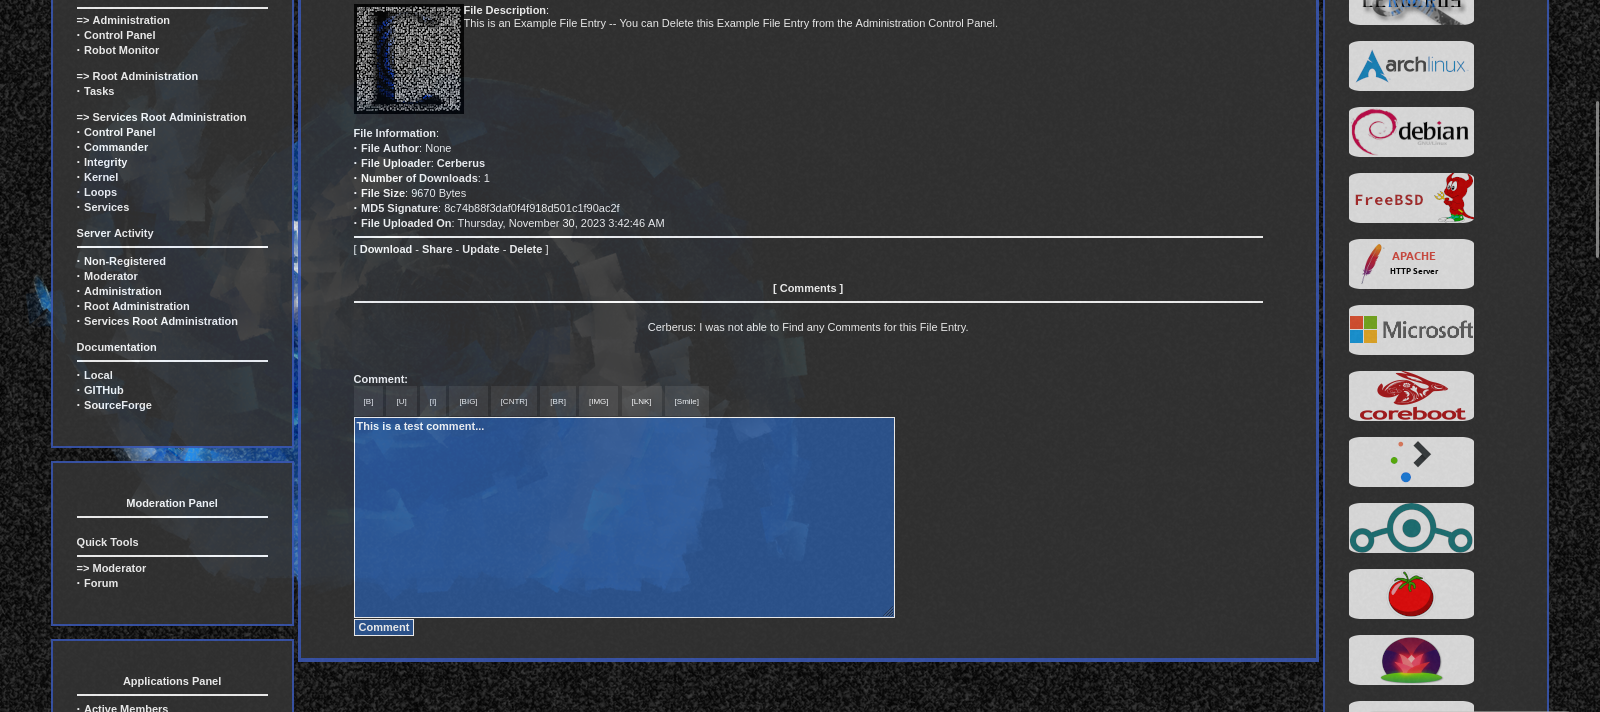 => Administration
· Control Panel
· Robot Monitor
=> Root Administration
· Tasks
=> Services Root Administration
· Control Panel
· Commander
· Integrity
· Kernel
· Loops
· Services
Server Activity
· Non-Registered
· Moderator
· Administration
· Root Administration
· Services Root Administration
Documentation
· Local
· GITHub
· SourceForge
Moderation Panel
Quick Tools
=> Moderator
· Forum
Applications Panel
· Active Members
File Description:
This is an Example File Entry -- You can Delete this Example File Entry from the Administration Control Panel.
File Information:
· File Author: None
· File Uploader: Cerberus
· Number of Downloads: 1
· File Size: 9670 Bytes
· MD5 Signature: 8c74b88f3daf0f4f918d501c1f90ac2f
· File Uploaded On: Thursday, November 30, 2023 3:42:46 AM
[ Download - Share - Update - Delete ]
[ Comments ]
Cerberus: I was not able to Find any Comments for this File Entry.
Comment:
[B] [U] [I] [BIG] [CNTR] [BR] [IMG] [LNK] [Smile]
This is a test comment...
Comment
archlinux
debian
FreeBSD
APACHE
HTTP Server
Microsoft
coreboot